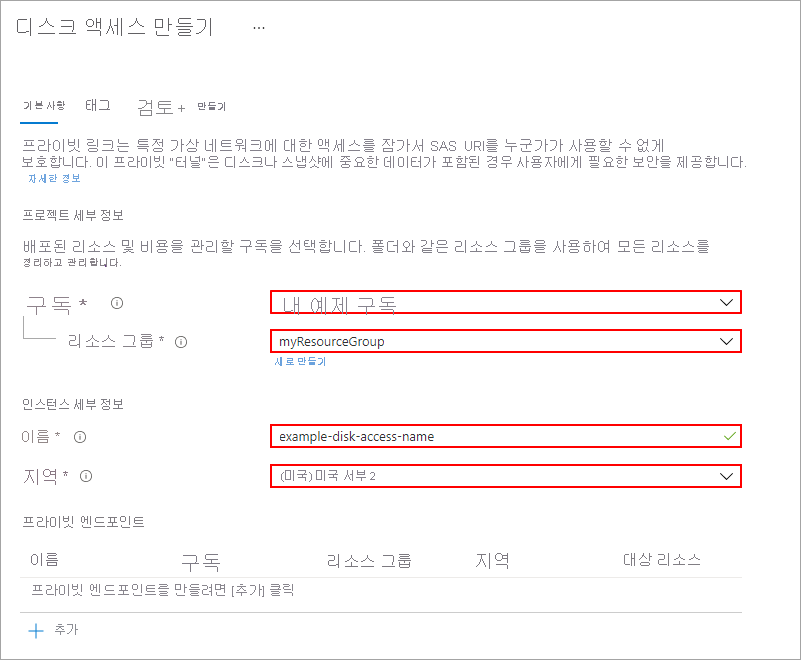 디스크 액세스 만들기 ...
기본 사항 태그 검토 + 만들기
프라이빗 링크는 특정 가상 네트워크에 대한 액세스를 잠가서 SAS URI를 누군가가 사용할 수 없게
보호합니다. 이 프라이빗 "터널"은 디스크나 스냅샷에 중요한 데이터가 포함된 경우 사용자에게 필요한 보안을 제공합니다.
자세한 정보
프로젝트 세부 정보
배포된 리소스 및 비용을 관리할 구독을 선택합니다. 폴더와 같은 리소스 그룹을 사용하여 모든 리소스를
정리하고 관리합니다.
구독 * 내 예제 구독
리소스 그룹 * myResourceGroup
새로 만들기
인스턴스 세부 정보
이름 * example-disk-access-name
지역 * (미국) 미국 서부 2
프라이빗 엔드포인트
이름 구독 리소스 그룹 지역 대상 리소스
프라이빗 엔드포인트를 만들려면 [추가] 클릭
+ 추가